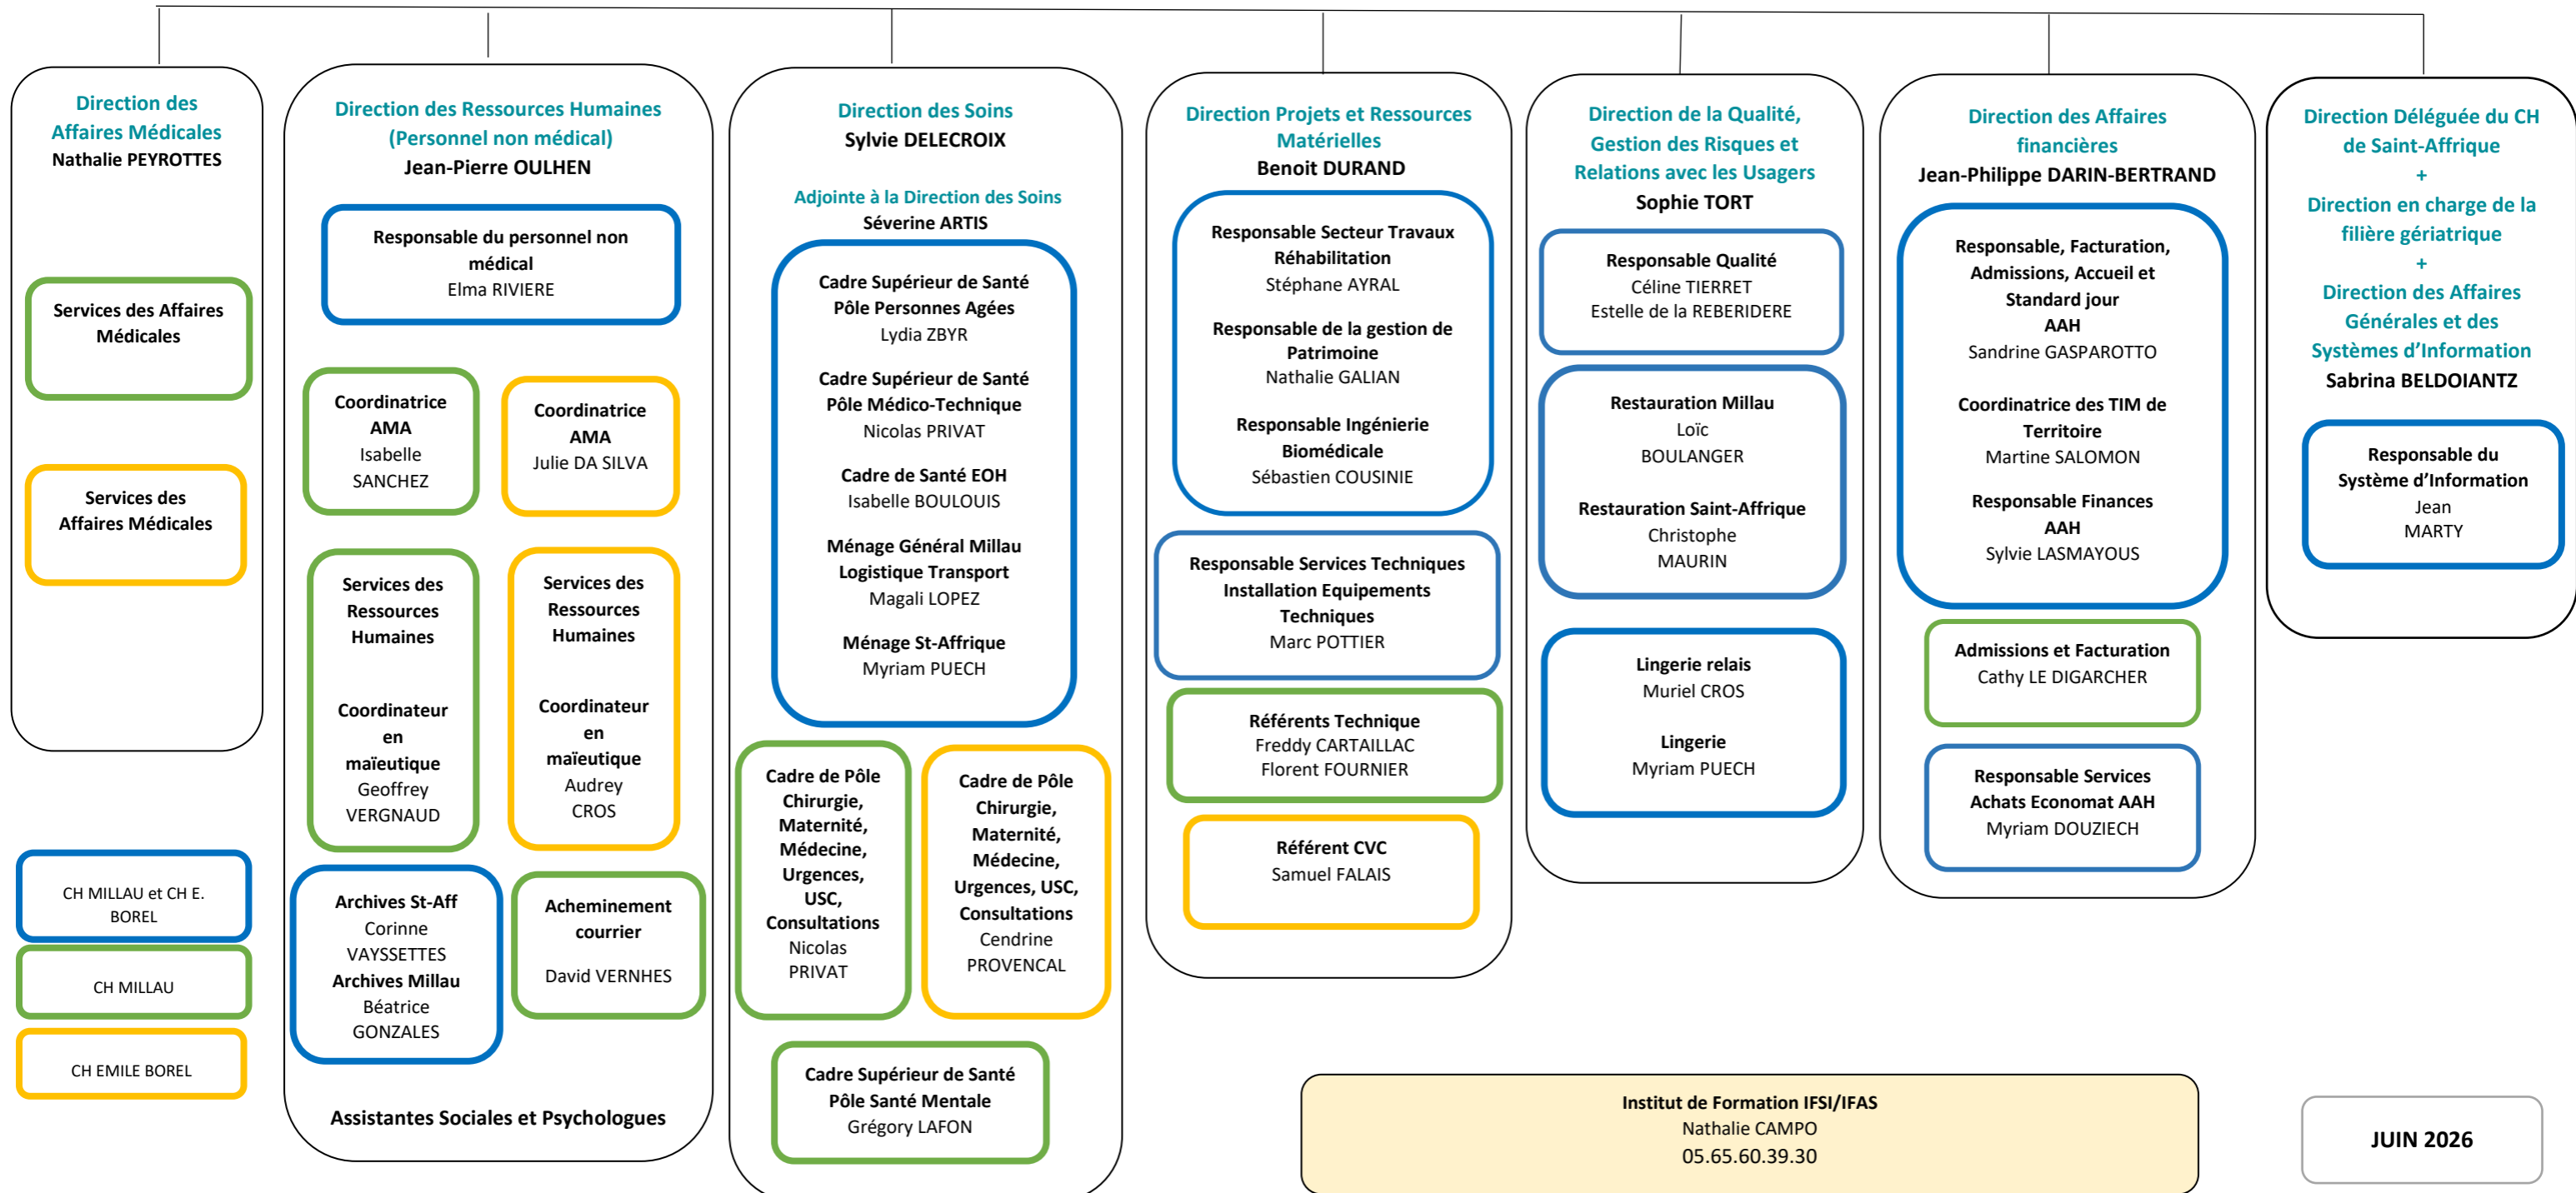 Direction des
Affaires Médicales
Nathalie PEYROTTES
Services des Affaires
Médicales
Services des
Affaires Médicales
CH MILLAU et CH E.
BOREL
CH MILLAU
CH EMILE BOREL
Direction des Ressources Humaines
(Personnel non médical)
Jean-Pierre OULHEN
Responsable du personnel non
médical
Elma RIVIERE
Coordinatrice
AMA
Isabelle
SANCHEZ
Coordinatrice
AMA
Julie DA SILVA
Services des
Ressources
Humaines
Coordinateur
en
maïeutique
Geoffrey
VERGNAUD
Services des
Ressources
Humaines
Coordinateur
en
maïeutique
Audrey
CROS
Archives St-Aff
Corinne
VAYSSETTES
Archives Millau
Béatrice
GONZALES
Acheminement
courrier
David VERNHES
Assistantes Sociales et Psychologues
Direction des Soins
Sylvie DELECROIX
Adjointe à la Direction des Soins
Séverine ARTIS
Cadre Supérieur de Santé
Pôle Personnes Agées
Lydia ZBYR
Cadre Supérieur de Santé
Pôle Médico-Technique
Nicolas PRIVAT
Cadre de Santé EOH
Isabelle BOULOUIS
Ménage Général Millau
Logistique Transport
Magali LOPEZ
Ménage St-Affrique
Myriam PUECH
Cadre de Pôle
Chirurgie,
Maternité,
Médecine,
Urgences,
USC,
Consultations
Nicolas
PRIVAT
Cadre de Pôle
Chirurgie,
Maternité,
Médecine,
Urgences, USC,
Consultations
Cendrine
PROVENCAL
Cadre Supérieur de Santé
Pôle Santé Mentale
Grégory LAFON
Direction Projets et Ressources
Matérielles
Benoit DURAND
Responsable Secteur Travaux
Réhabilitation
Stéphane AYRAL
Responsable de la gestion de
Patrimoine
Nathalie GALIAN
Responsable Ingénierie
Biomédicale
Sébastien COUSINIE
Responsable Services Techniques
Installation Equipements
Techniques
Marc POTTIER
Référents Technique
Freddy CARTAILLAC
Florent FOURNIER
Référent CVC
Samuel FALAIS
Direction de la Qualité,
Gestion des Risques et
Relations avec les Usagers
Sophie TORT
Responsable Qualité
Céline TIERRET
Estelle de la REBERIDERE
Restauration Millau
Loïc
BOULANGER
Restauration Saint-Affrique
Christophe
MAURIN
Lingerie relais
Muriel CROS
Lingerie
Myriam PUECH
Direction des Affaires
financières
Jean-Philippe DARIN-BERTRAND
Responsable, Facturation,
Admissions, Accueil et
Standard jour
AAH
Sandrine GASPAROTTO
Coordinatrice des TIM de
Territoire
Martine SALOMON
Responsable Finances
AAH
Sylvie LASMAYOUS
Admissions et Facturation
Cathy LE DIGARCHER
Responsable Services
Achats Economat AAH
Myriam DOUZIECH
Direction Déléguée du CH
de Saint-Affrique
+
Direction en charge de la
filière gériatrique
+
Direction des Affaires
Générales et des
Systèmes d’Information
Sabrina BELDOIANTZ
Responsable du
Système d’Information
Jean
MARTY
Institut de Formation IFSI/IFAS
Nathalie CAMPO
05.65.60.39.30
JUIN 2026